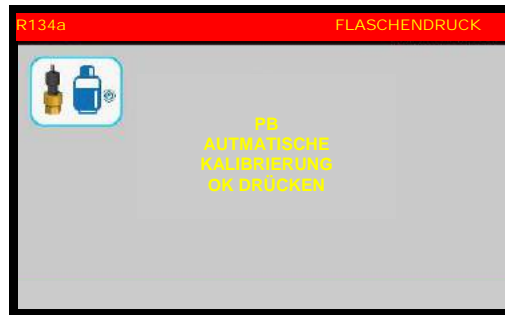 R134a FLASCHENDRUCK
PB
AUTMATISCHE
KALIBRIERUNG
OK DRÜCKEN